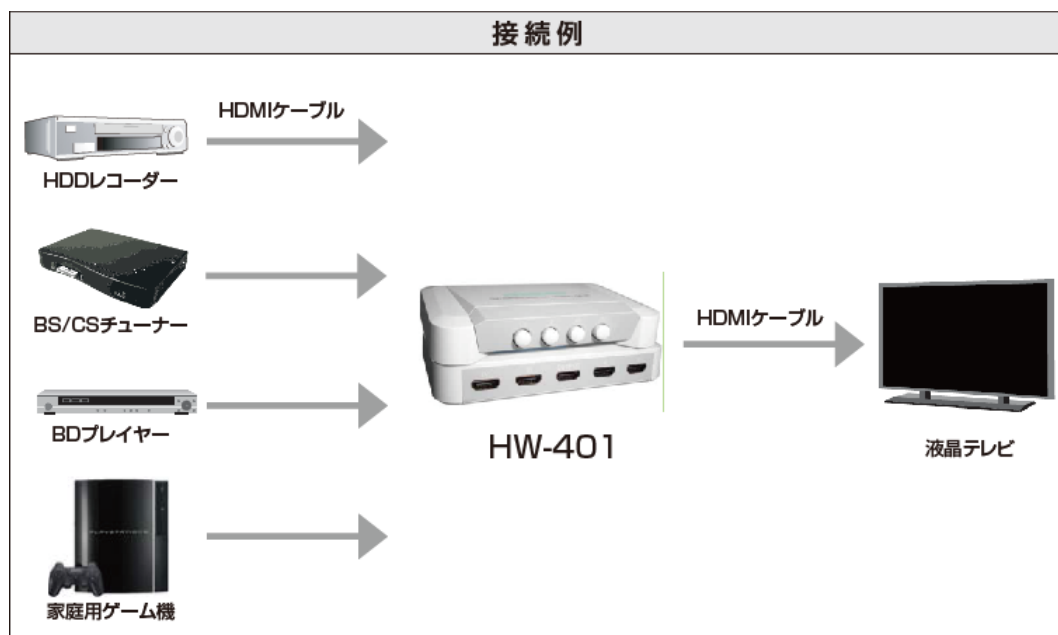 接続例
HDMIケーブル
HDDレコーダー
BS/CSチューナー
BDプレイヤー
家庭用ゲーム機
HW-401
HDMIケーブル
液晶テレビ